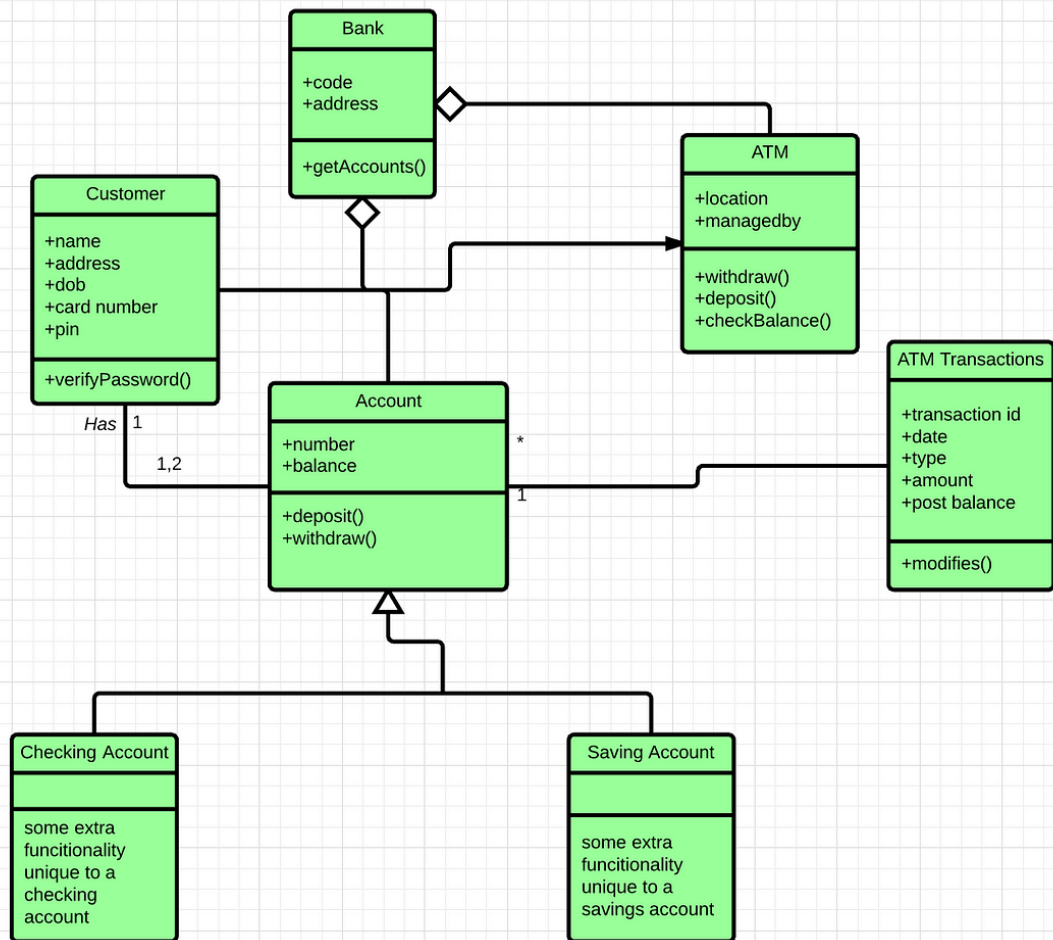 Bank
+code
+address
+getAccounts()
ATM
+location
+managedby
+withdraw()
+deposit()
+checkBalance()
Customer
+name
+address
+dob
+card number
+pin
+verifyPassword()
Has
1
1,2
Account
+number
+balance
+deposit()
+withdraw()
*
1
ATM Transactions
+transaction id
+date
+type
+amount
+post balance
+modifies()
Checking Account
some extra
funcitionality
unique to a
checking
account
Saving Account
some extra
funcitionality
unique to a
savings account